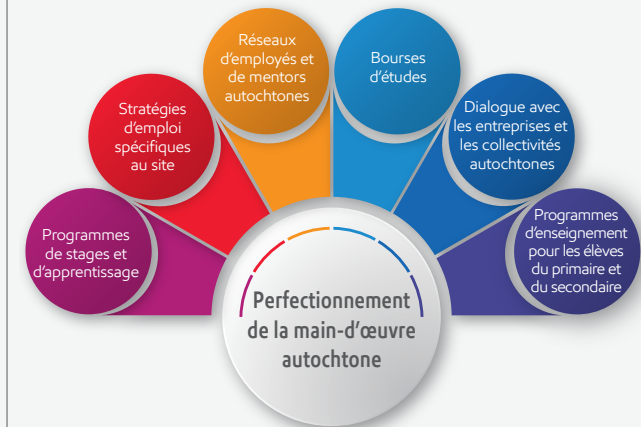 Programmes
de stages et
d'apprentissage
Stratégies
d'emploi
spécifiques
au site
Réseaux
d'employés et
de mentors
autochtones
Bourses
d'études
Dialogue avec
les entreprises et
les collectivités
autochtones
Programmes
d'enseignement
pour les élèves
du primaire et
du secondaire
Perfectionnement
de la main-d'œuvre
autochtone